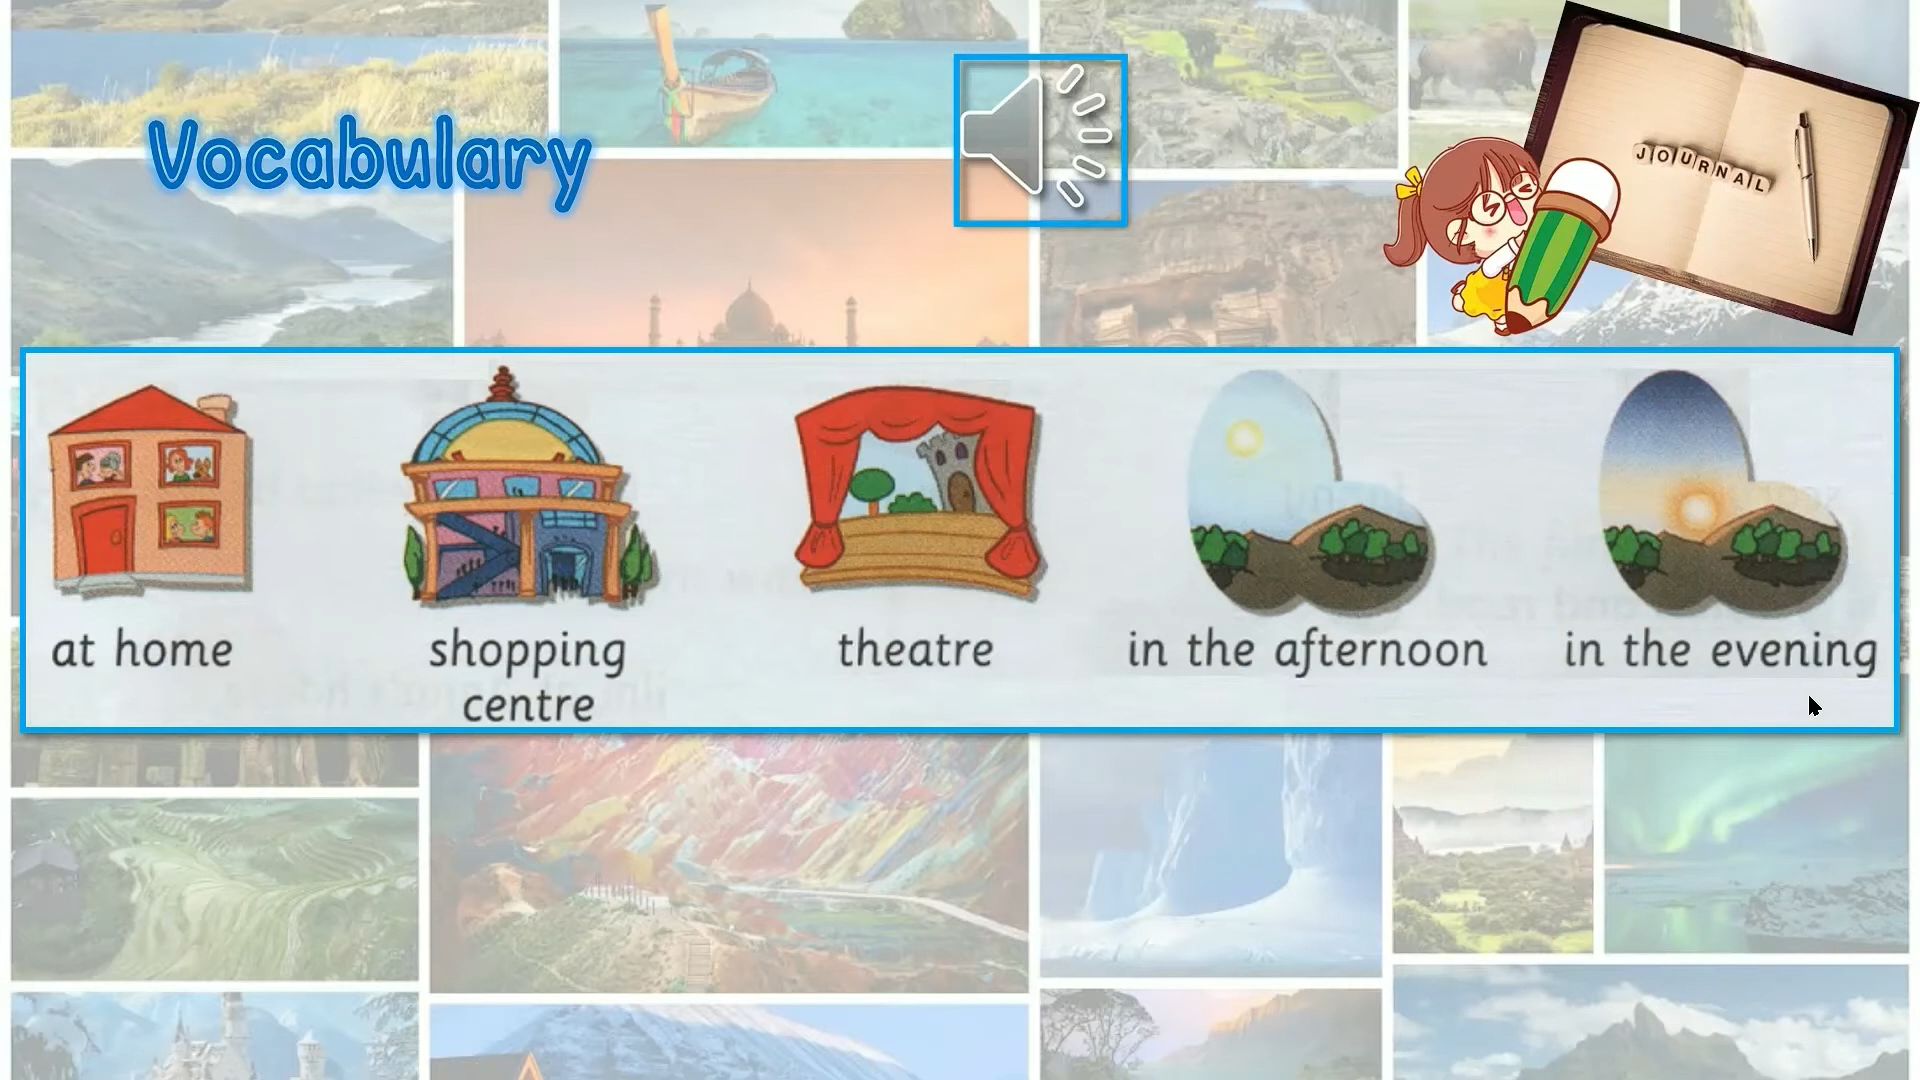 Vocabulary
JOURNAL
at home
shopping
centre
theatre
in the afternoon
in the evening